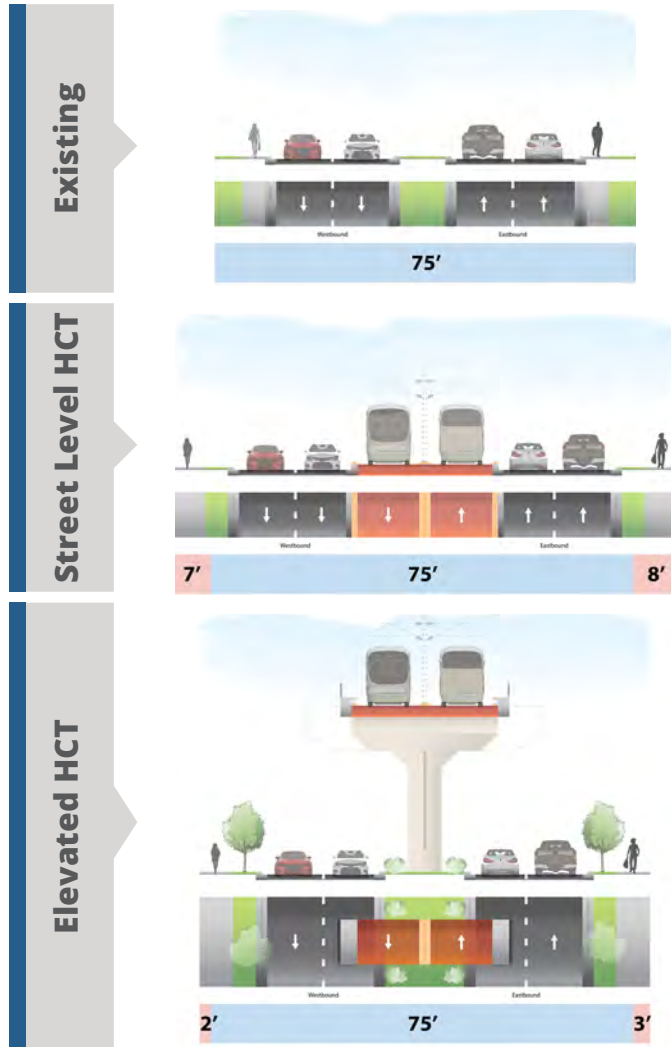 Existing
Westbound Eastbound
75’
Street Level HCT
Westbound Eastbound
7’ 75’ 8’
Elevated HCT
Westbound Eastbound
2’ 75’ 3’